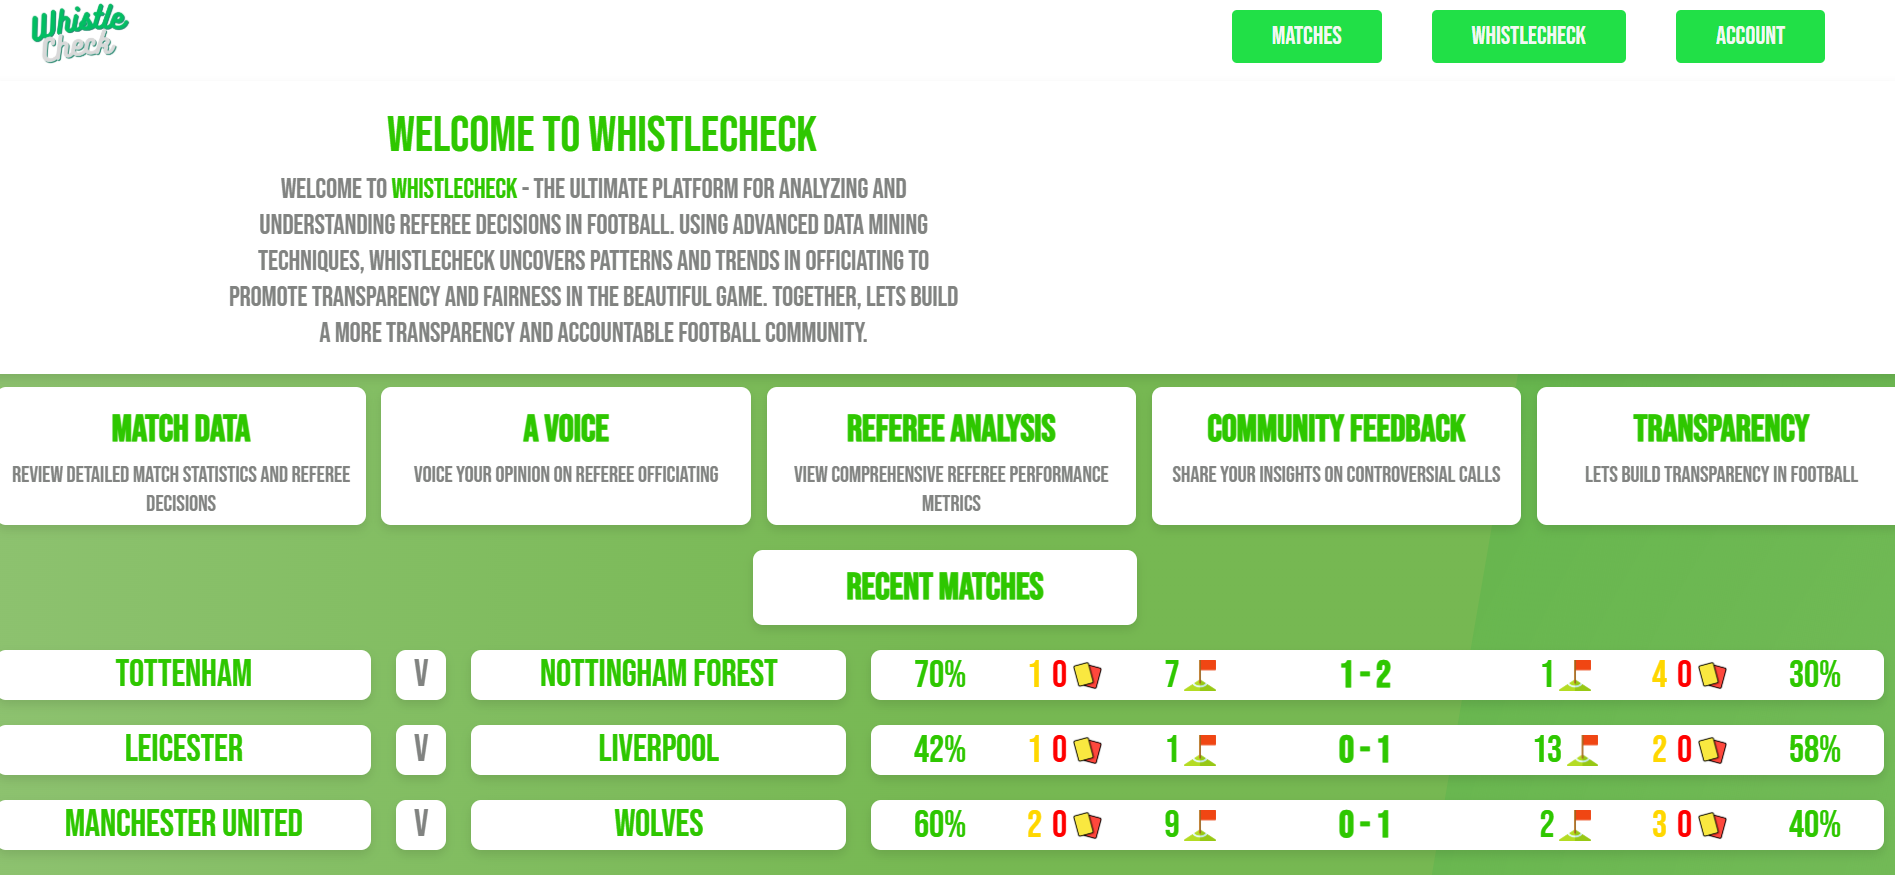 Whistle
Check
MATCHES
WHISTLECHECK
ACCOUNT
WELCOME TO WHISTLECHECK
WELCOME TO WHISTLECHECK - THE ULTIMATE PLATFORM FOR ANALYZING AND
UNDERSTANDING REFEREE DECISIONS IN FOOTBALL. USING ADVANCED DATA MINING
TECHNIQUES, WHISTLECHECK UNCOVERS PATTERNS AND TRENDS IN OFFICIATING TO
PROMOTE TRANSPARENCY AND FAIRNESS IN THE BEAUTIFUL GAME. TOGETHER, LETS BUILD
A MORE TRANSPARENCY AND ACCOUNTABLE FOOTBALL COMMUNITY.
MATCH DATA
REVIEW DETAILED MATCH STATISTICS AND REFEREE
DECISIONS
A VOICE
VOICE YOUR OPINION ON REFEREE OFFICIATING
REFEREE ANALYSIS
VIEW COMPREHENSIVE REFEREE PERFORMANCE
METRICS
COMMUNITY FEEDBACK
SHARE YOUR INSIGHTS ON CONTROVERSIAL CALLS
TRANSPARENCY
LETS BUILD TRANSPARENCY IN FOOTBALL
RECENT MATCHES
TOTTENHAM V NOTTINGHAM FOREST 70% 1 0 7 1 - 2 1 4 0 30%
LEICESTER V LIVERPOOL 42% 1 0 1 0 - 1 13 2 0 58%
MANCHESTER UNITED V WOLVES 60% 2 0 9 0 - 1 2 3 0 40%